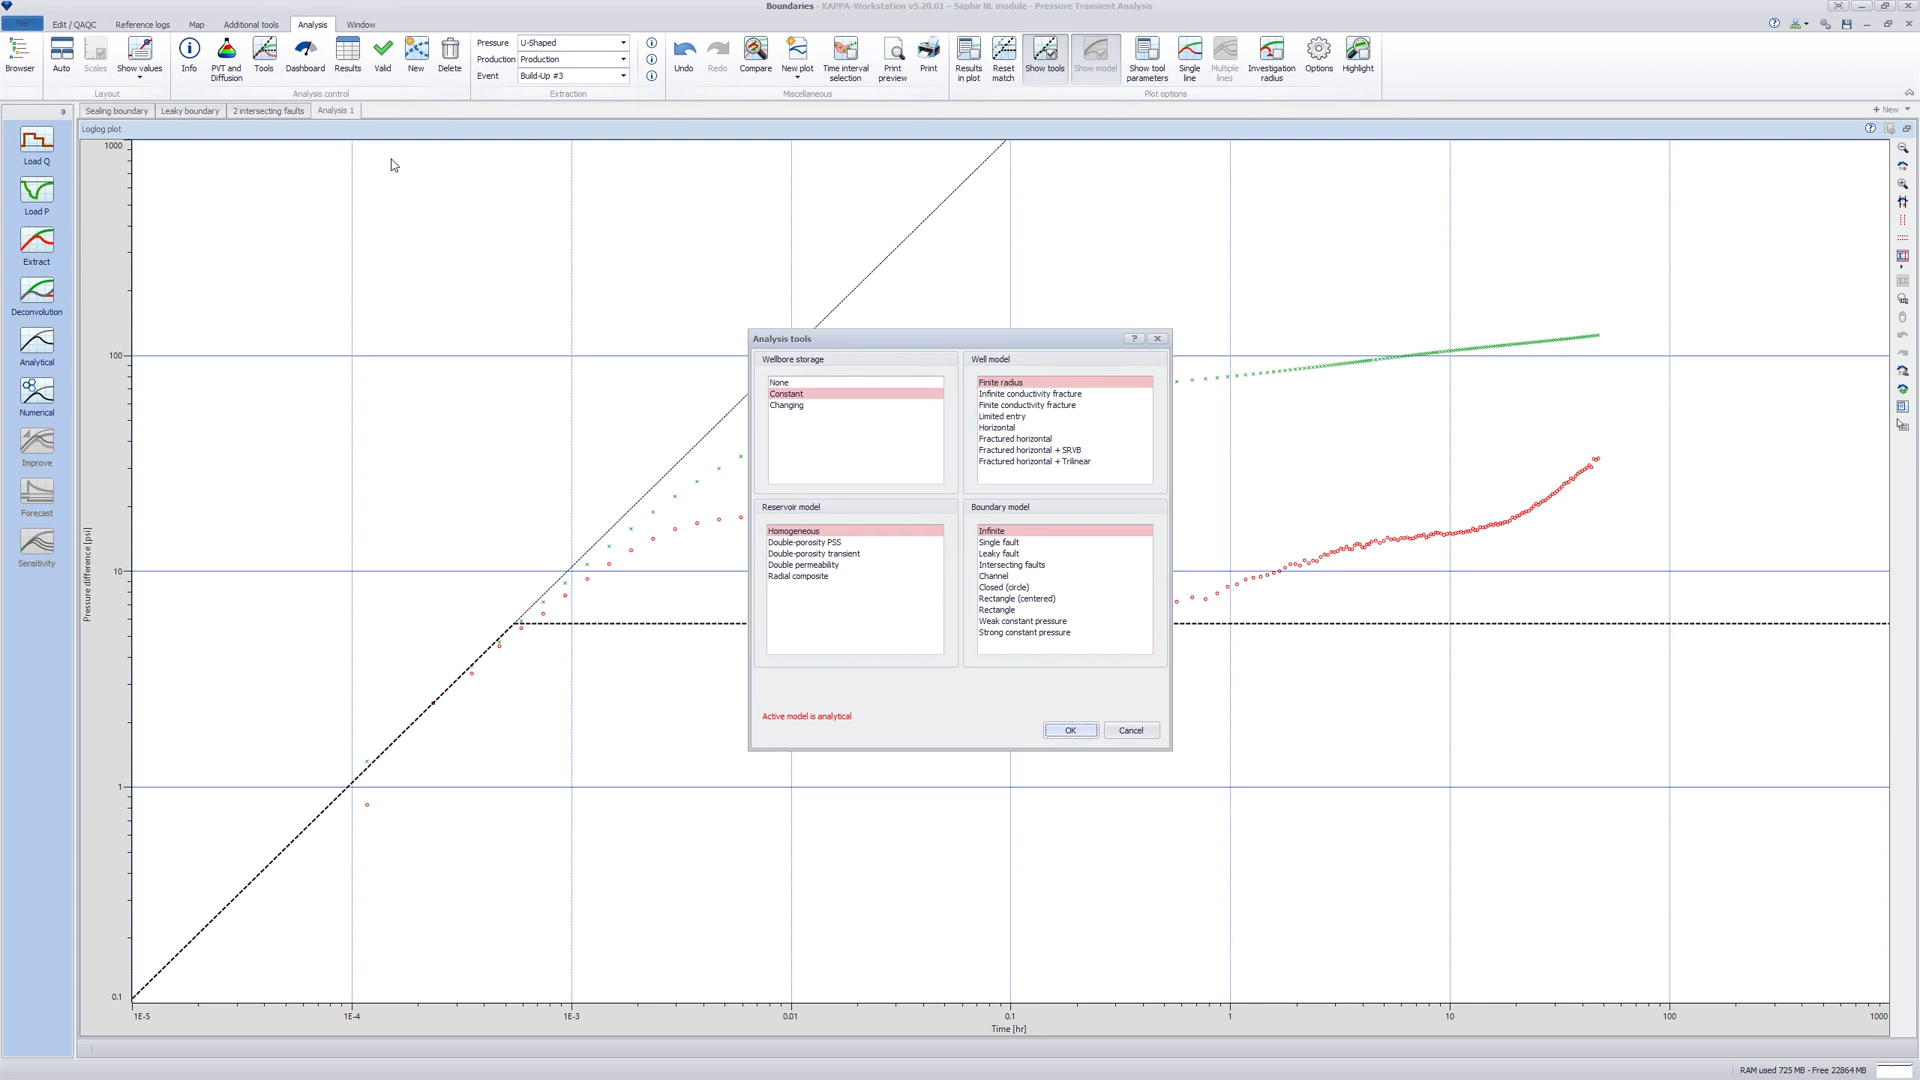 Boundaries - KAPPA-Workstation v5.20.01 – Saphir NL module - Pressure Transient Analysis
File
Edit / QAQC
Reference logs
Map
Additional tools
Analysis
Window
Browser
Auto
Scales
Show values
Layout
Info
PVT and
Diffusion
Tools
Dashboard
Results
Valid
New
Delete
Analysis control
Pressure U-Shaped
Production Production
Event Build-Up #3
Extraction
Undo
Redo
Compare
New plot
Time interval
selection
Print
preview
Print
Miscellaneous
Results
in plot
Reset
match
Show tools
Show model
Show tool
parameters
Single
line
Multiple
lines
Investigation
radius
Options
Highlight
Plot options
Sealing boundary
Leaky boundary
2 intersecting faults
Analysis 1
+ New
Loglog plot
Load Q
Load P
Extract
Deconvolution
Analytical
Numerical
Improve
Forecast
Sensitivity
1000
100
10
1
0.1
Pressure difference [psi]
1E-5
1E-4
1E-3
0.01
0.1
1
10
100
1000
Time [hr]
Analysis tools
?
Wellbore storage
None
Constant
Changing
Well model
Finite radius
Infinite conductivity fracture
Finite conductivity fracture
Limited entry
Horizontal
Fractured horizontal
Fractured horizontal + SRVB
Fractured horizontal + Trilinear
Reservoir model
Homogeneous
Double-porosity PSS
Double-porosity transient
Double permeability
Radial composite
Boundary model
Infinite
Single fault
Leaky fault
Intersecting faults
Channel
Closed (circle)
Rectangle (centered)
Rectangle
Weak constant pressure
Strong constant pressure
Active model is analytical
OK
Cancel
RAM used 725 MB - Free 22864 MB